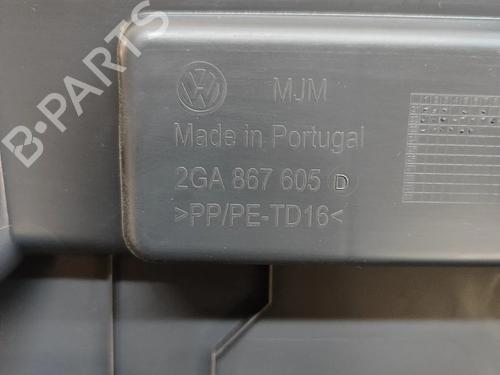 B-PARTS
MJM
Made in Portugal
2GA 867 605 D
>PP/PE-TD16<